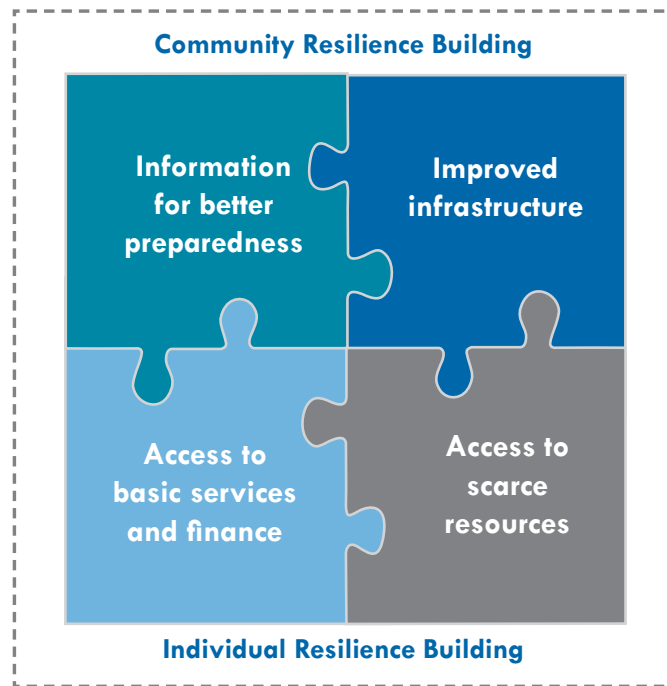 Community Resilience Building
Information
for better
preparedness
Improved
infrastructure
Access to
basic services
and finance
Access to
scarce
resources
Individual Resilience Building